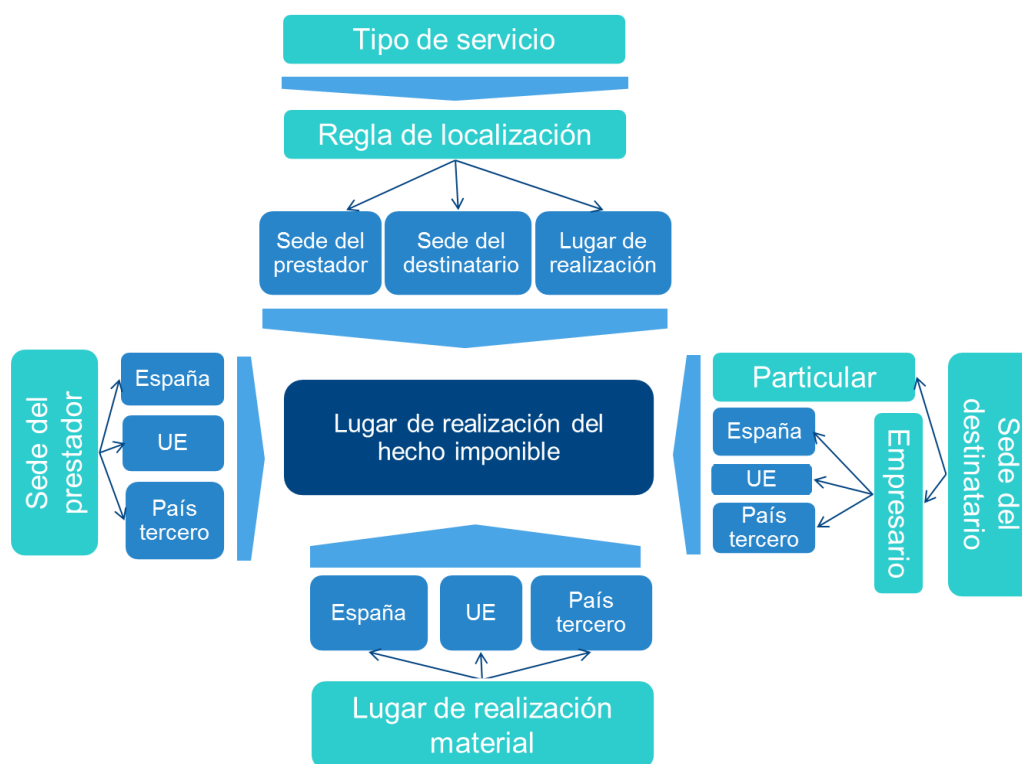 Tipo de servicio
Regla de localización
Sede del
prestador
Sede del
destinatario
Lugar de
realización
Sede del
prestador
España
UE
País
tercero
Lugar de realización del
hecho imponible
Particular
España
UE
País
tercero
Empresario
Sede del
destinatario
España
UE
País
tercero
Lugar de realización
material